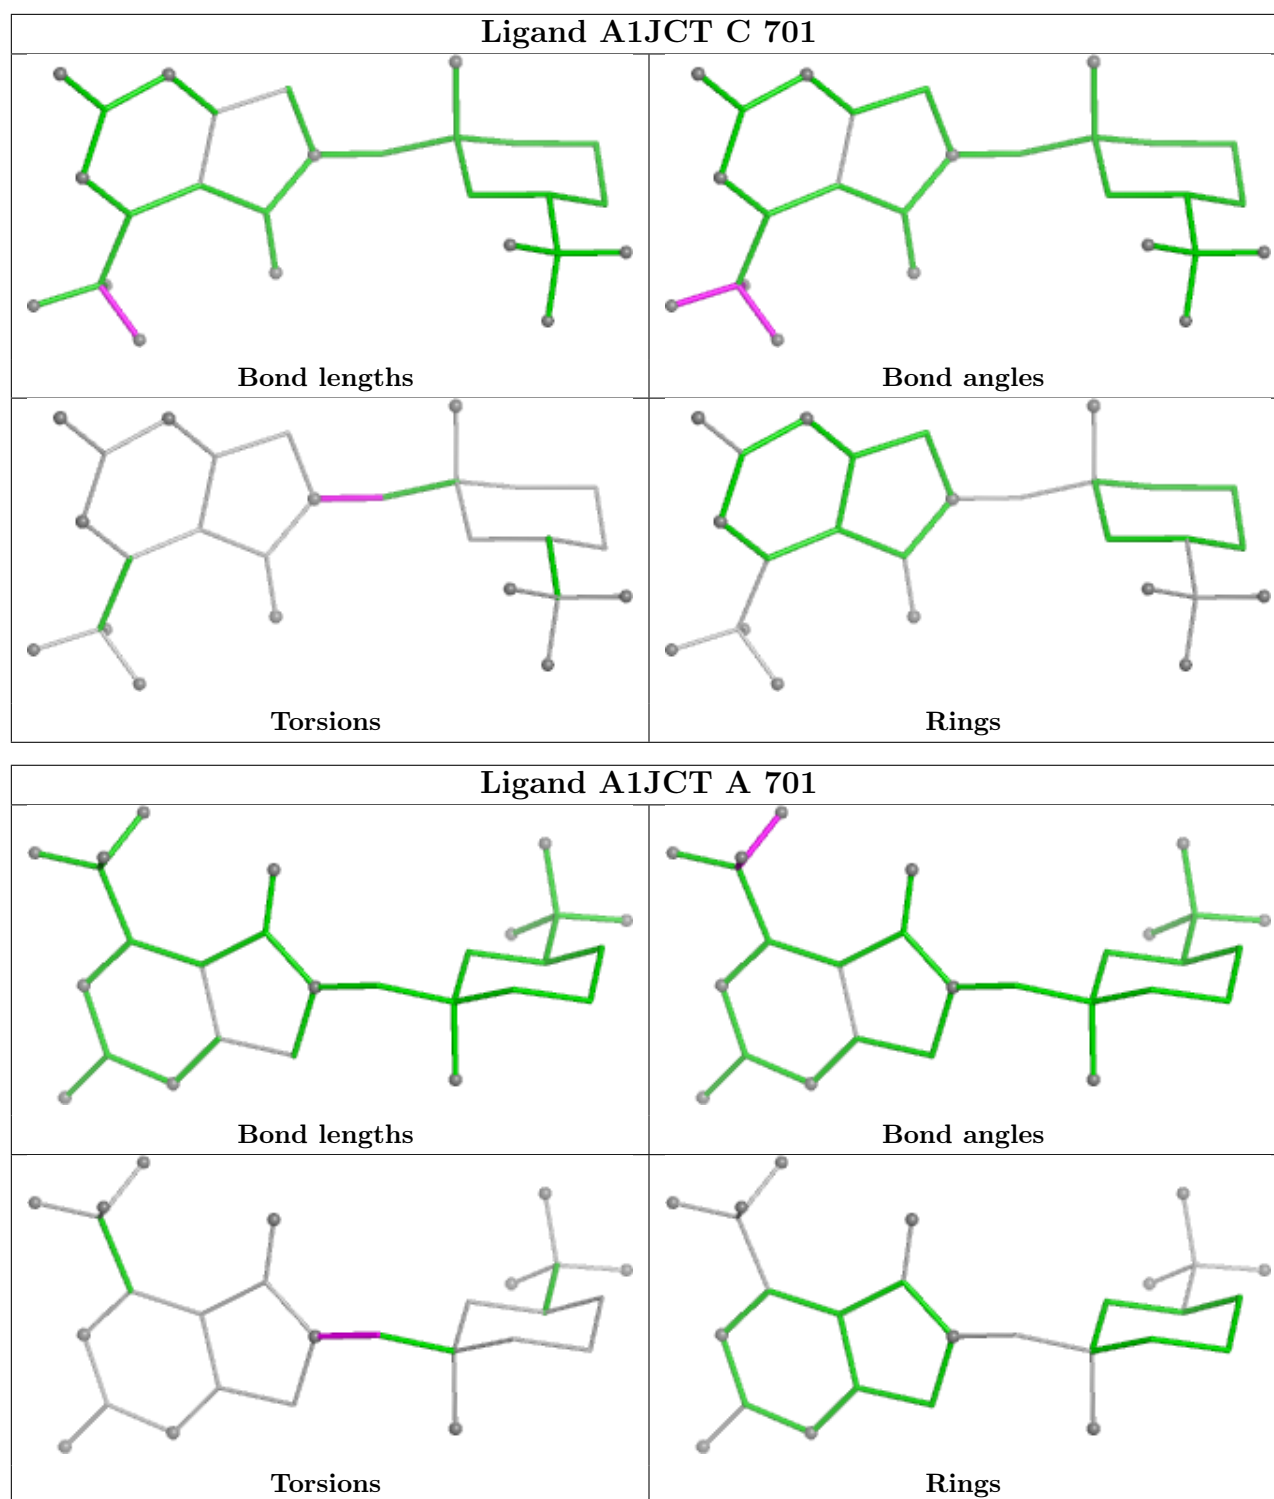 Ligand A1JCT C 701
Bond lengths
Bond angles
Torsions
Rings
Ligand A1JCT A 701
Bond lengths
Bond angles
Torsions
Rings